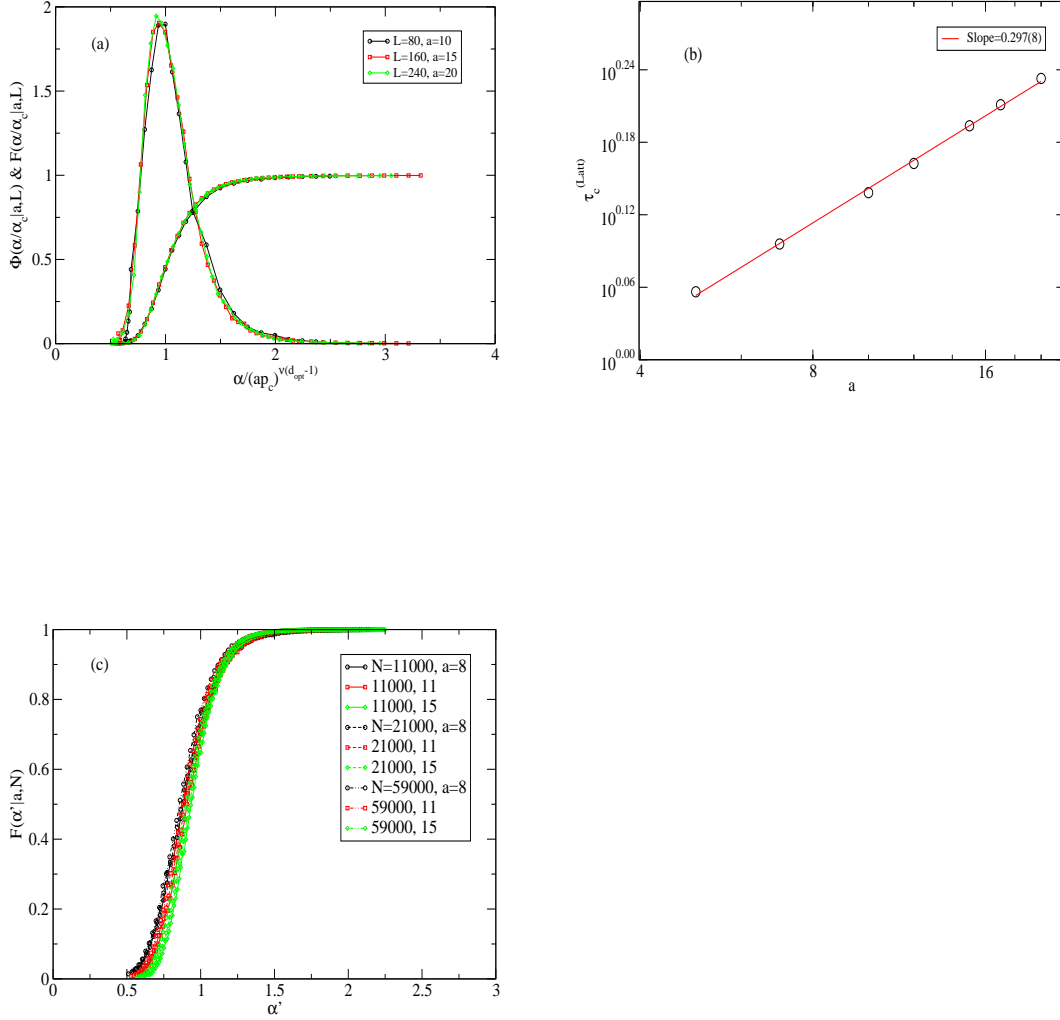 (a)
L=80, a=10
L=160, a=15
L=240, a=20
Φ(α/α_c|a,L) & F(α/α_c|a,L)
2
1.5
1
0.5
0
0 1 2 3 4
α/(ap_c)^{ν(d_opt-1)}
(b)
Slope=0.297(8)
τ_c^(Latt)
10^0.24
10^0.18
10^0.12
10^0.06
10^0.00
4 8 16
a
(c)
N=11000, a=8
11000, 11
11000, 15
N=21000, a=8
21000, 11
21000, 15
N=59000, a=8
59000, 11
59000, 15
F(α'|a,N)
1
0.8
0.6
0.4
0.2
0
0 0.5 1 1.5 2 2.5 3
α'